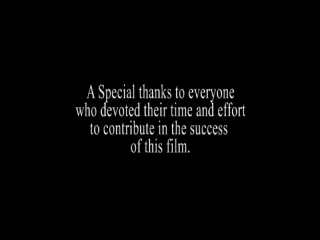 A Special thanks to everyone
who devoted their time and effort
to contribute in the success
of this film.